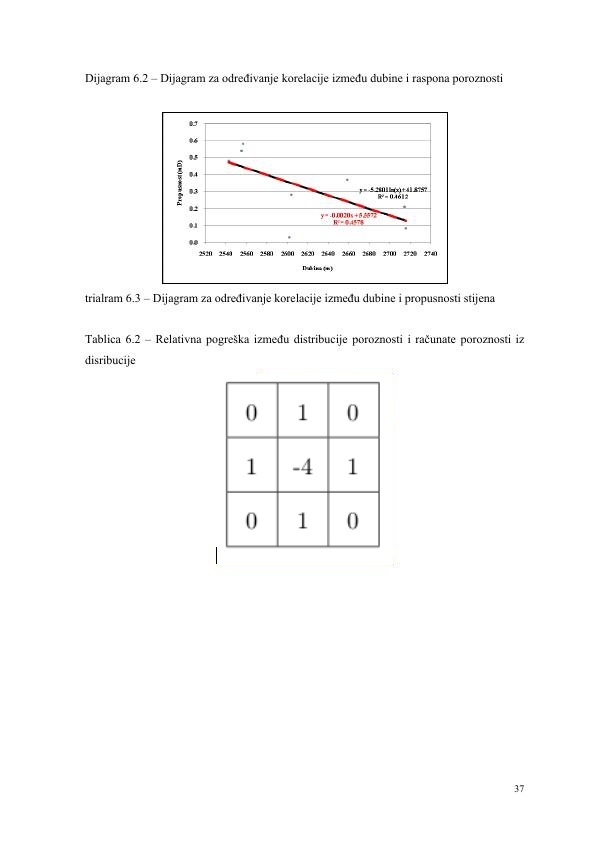 Dijagram 6.2 – Dijagram za određivanje korelacije između dubine i raspona poroznosti
0.7
0.6
0.5
0.4
0.3
0.2
0.1
0.0
Propusnost(mD)
y = -5.2801ln(x) + 41.8757
R² = 0.4612
y = -0.0020x + 5.5572
R² = 0.4578
2520 2540 2560 2580 2600 2620 2640 2660 2680 2700 2720 2740
Dubina (m)
trialram 6.3 – Dijagram za određivanje korelacije između dubine i propusnosti stijena
Tablica 6.2 – Relativna pogreška između distribucije poroznosti i računate poroznosti iz
disribucije
0 1 0
1 -4 1
0 1 0
37